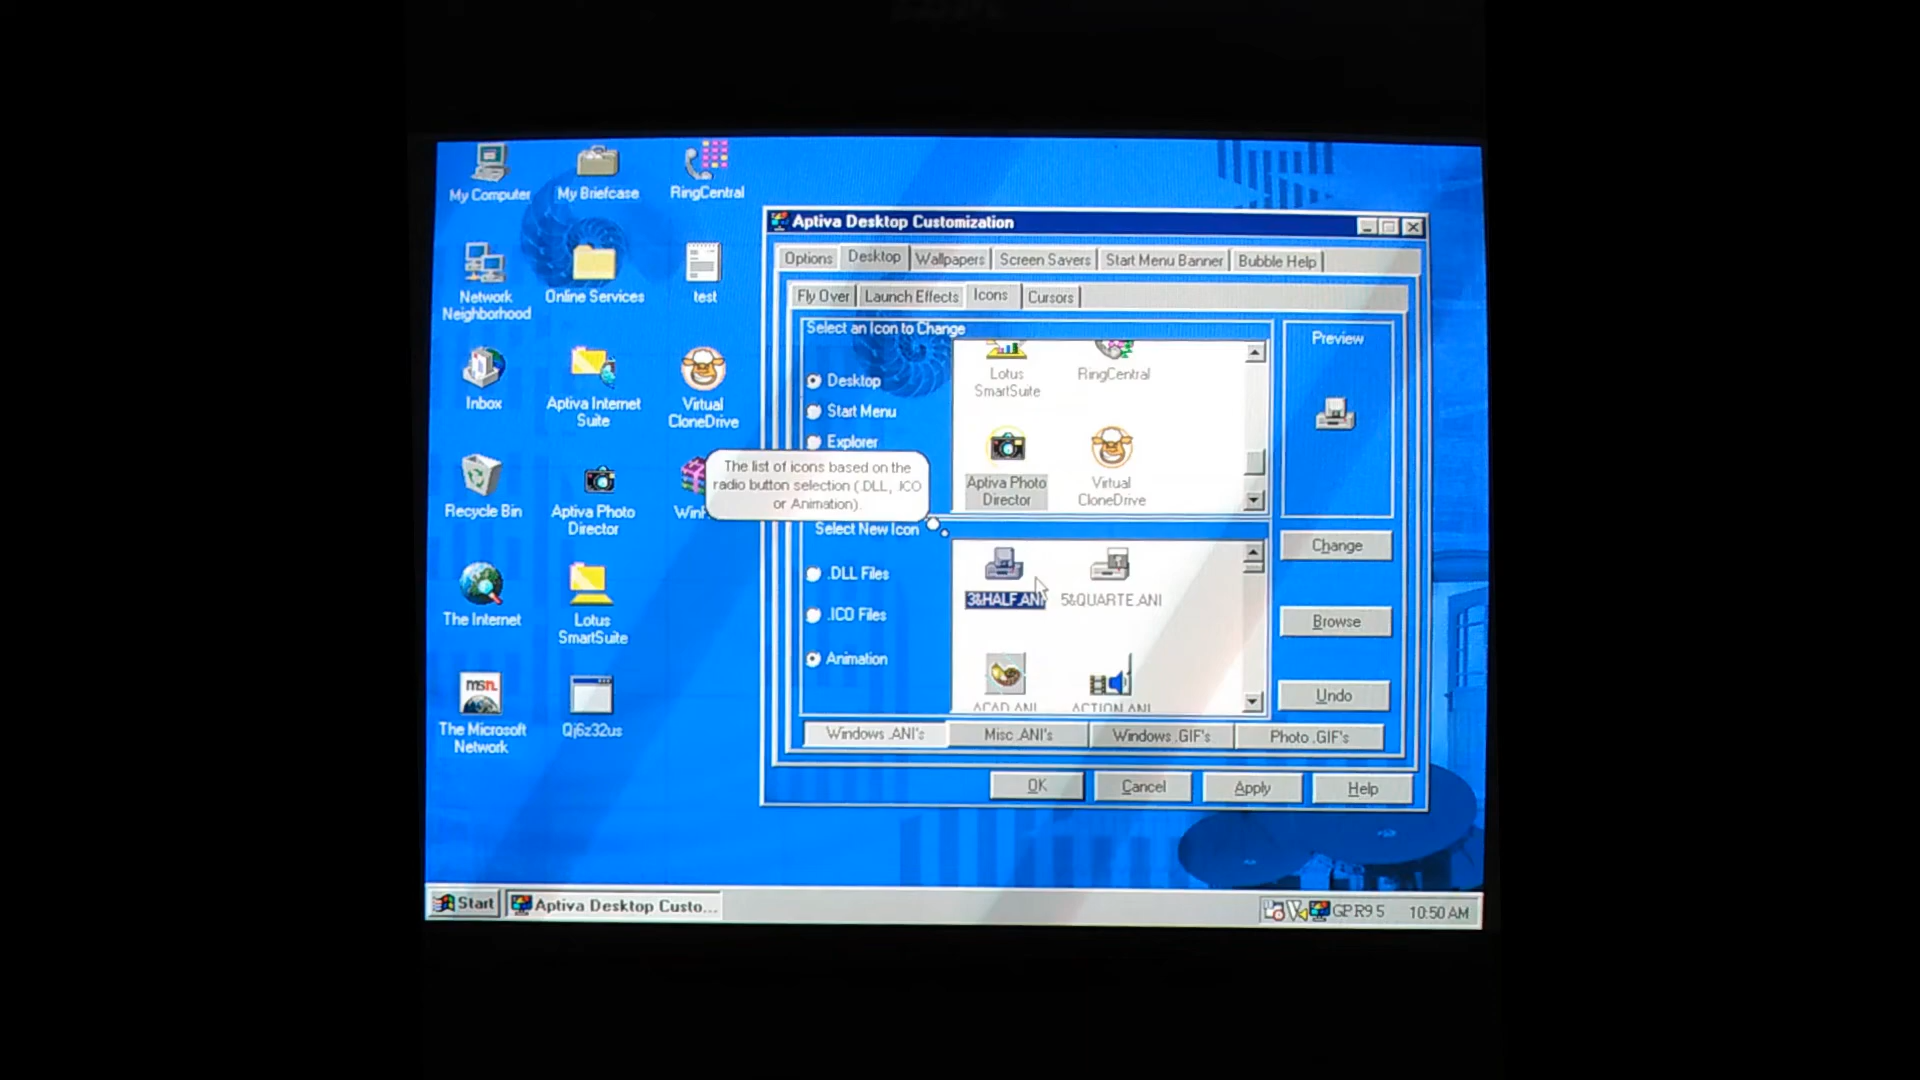 My Computer
My Briefcase
RingCentral
Network
Neighborhood
Online Services
test
Inbox
Aptiva Internet
Suite
Virtual
CloneDrive
Recycle Bin
Aptiva Photo
Director
The Internet
Lotus
SmartSuite
msn
The Microsoft
Network
Qj6z32us
Aptiva Desktop Customization
Options
Desktop
Wallpapers
Screen Savers
Start Menu Banner
Bubble Help
Fly Over
Launch Effects
Icons
Cursors
Select an Icon to Change
Desktop
Start Menu
Explorer
Lotus
SmartSuite
RingCentral
Aptiva Photo
Director
Virtual
CloneDrive
Preview
The list of icons based on the
radio button selection (.DLL, .ICO
or Animation).
Select New Icon
.DLL Files
.ICO Files
Animation
3&HALF.ANI
5&QUARTE.ANI
ACAD.ANI
ACTION.ANI
Change
Browse
Undo
Windows .ANI's
Misc .ANI's
Windows .GIF's
Photo .GIF's
OK
Cancel
Apply
Help
Start
Aptiva Desktop Custo...
GPR95
10:50 AM